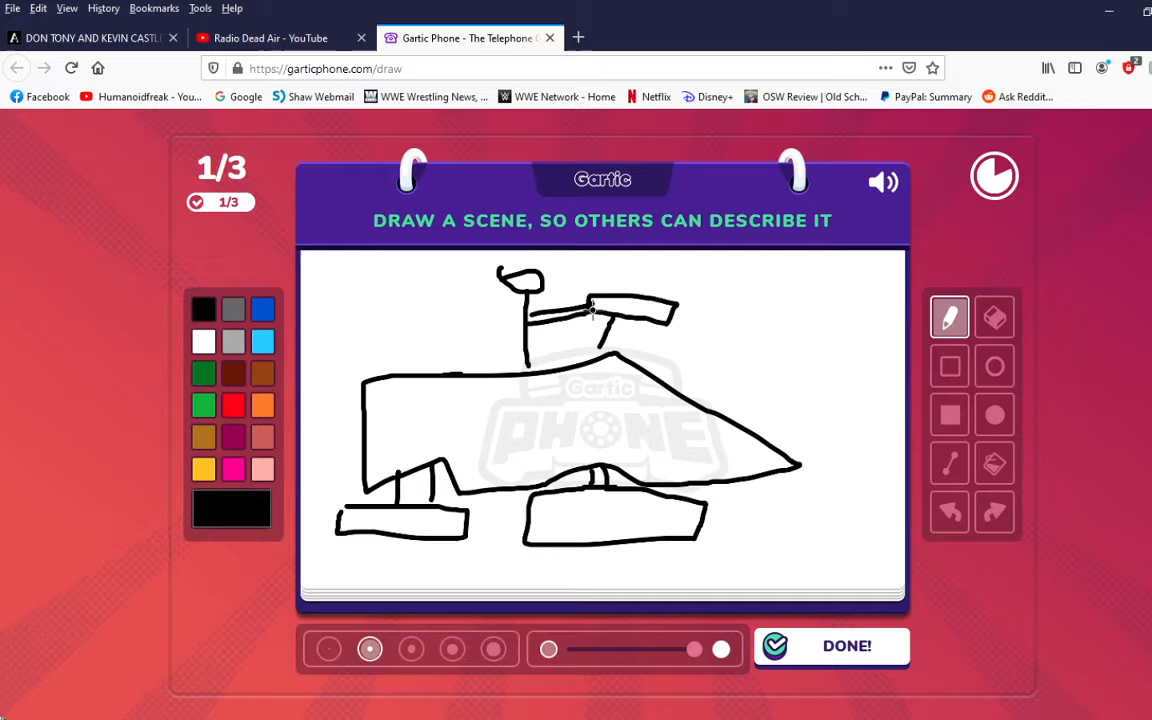 File Edit View History Bookmarks Tools Help
DON TONY AND KEVIN CASTLE
Radio Dead Air - YouTube
Gartic Phone - The Telephone G
https://garticphone.com/draw
Facebook
Humanoidfreak - You...
Google
Shaw Webmail
WWE Wrestling News, ...
WWE Network - Home
Netflix
Disney+
OSW Review | Old Sch...
PayPal: Summary
Ask Reddit...
2
1/3
1/3
Gartic
DRAW A SCENE, SO OTHERS CAN DESCRIBE IT
Gartic
PHONE
DONE!